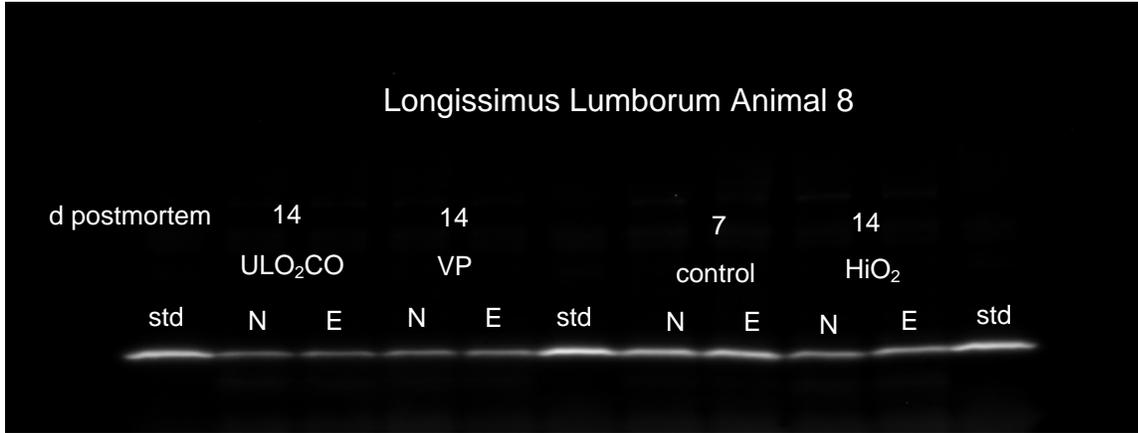 Longissimus Lumborum Animal 8
d postmortem 14 14 7 14
ULO₂CO VP control HiO₂
std N E N E std N E N E std